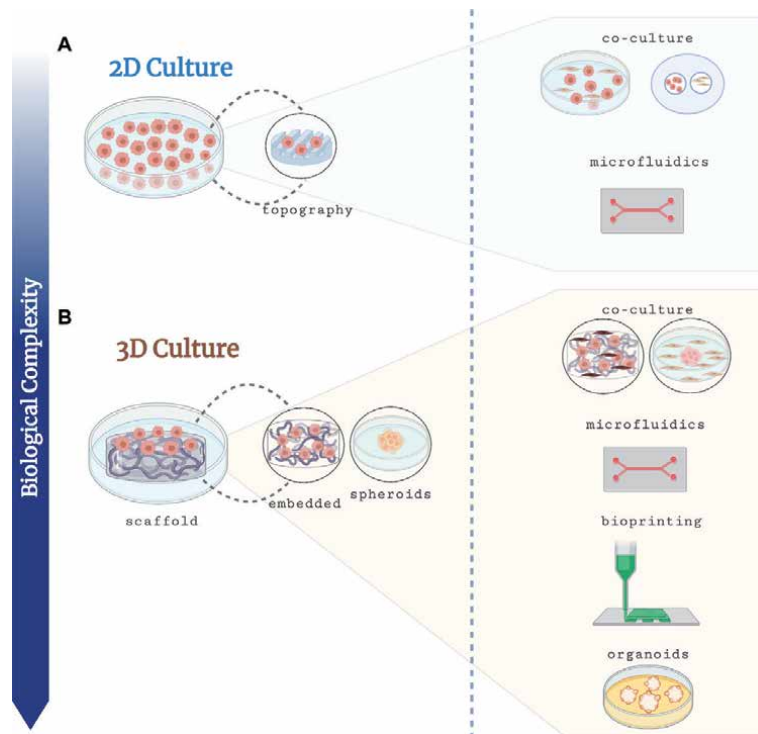 A
2D Culture
topography
co-culture
microfluidics
Biological Complexity
B
3D Culture
scaffold
embedded
spheroids
co-culture
microfluidics
bioprinting
organoids